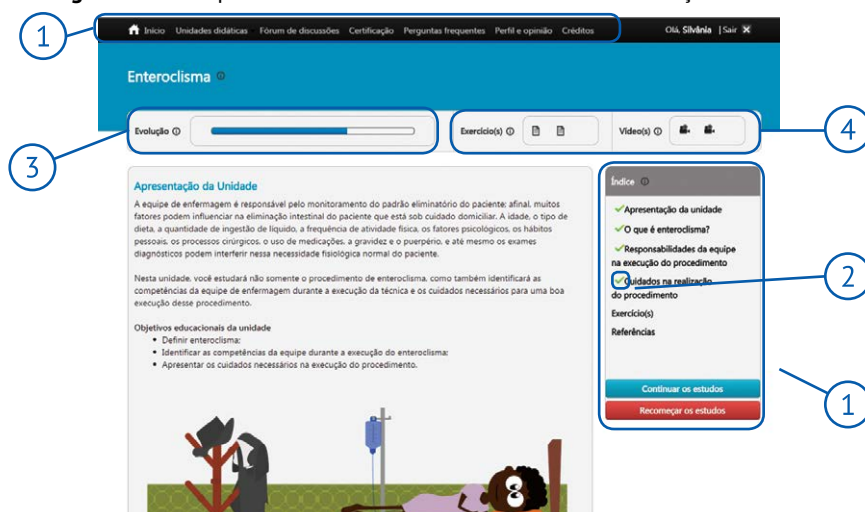 1
Início Unidades didáticas Fórum de discussões Certificação Perguntas frequentes Perfil e opinião Créditos Olá, Silvânia | Sair
Enteroclisma
Evolução Exercício(s) Vídeo(s)
4
3
Apresentação da Unidade
A equipe de enfermagem é responsável pelo monitoramento do padrão eliminatório do paciente; afinal, muitos
fatores podem influenciar na eliminação intestinal do paciente que está sob cuidado domiciliar. A idade, o tipo de
dieta, a quantidade de ingestão de líquido, a frequência de atividade física, os fatores psicológicos, os hábitos
pessoais, os processos cirúrgicos, o uso de medicações, a gravidez e o puerpério, e até mesmo os exames
diagnósticos podem interferir nessa necessidade fisiológica normal do paciente.
Nesta unidade, você estudará não somente o procedimento de enteroclisma, como também identificará as
competências da equipe de enfermagem durante a execução da técnica e os cuidados necessários para uma boa
execução desse procedimento.
Objetivos educacionais da unidade
• Definir enteroclisma;
• Identificar as competências da equipe durante a execução do enteroclisma;
• Apresentar os cuidados necessários na execução do procedimento.
Índice
Apresentação da unidade
O que é enteroclisma?
Responsabilidades da equipe
na execução do procedimento
Cuidados na realização
do procedimento
2
Exercício(s)
Referências
Continuar os estudos
Recomeçar os estudos
1